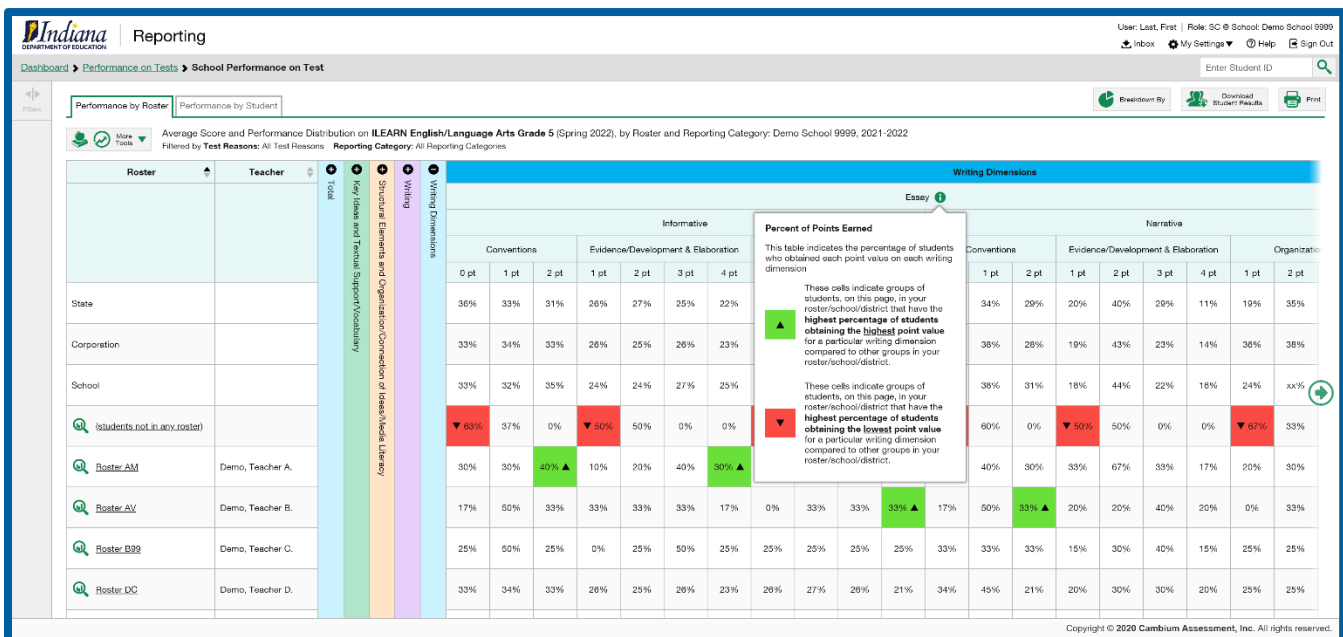 Indiana
DEPARTMENT OF EDUCATION
Reporting
User: Last, First | Role: SC @ School: Demo School 9999
Inbox My Settings▼ Help Sign Out
Dashboard > Performance on Tests > School Performance on Test
Enter Student ID
Filters
Performance by Roster Performance by Student
Breakdown By
Download Student Results
Print
More Tools ▼
Average Score and Performance Distribution on ILEARN English/Language Arts Grade 5 (Spring 2022), by Roster and Reporting Category: Demo School 9999, 2021-2022
Filtered by Test Reasons: All Test Reasons Reporting Category: All Reporting Categories
Roster Teacher
Total
Key Ideas and Textual Support/Vocabulary
Structural Elements and Organization/Connection of Ideas/Media Literacy
Writing
Writing Dimensions
Writing Dimensions
Essay
Informative Narrative
Conventions Evidence/Development & Elaboration Conventions Evidence/Development & Elaboration Organizatio
0 pt 1 pt 2 pt 1 pt 2 pt 3 pt 4 pt 1 pt 2 pt 1 pt 2 pt 3 pt 4 pt 1 pt 2 pt
Percent of Points Earned
This table indicates the percentage of students
who obtained each point value on each writing
dimension
These cells indicate groups of
students, on this page, in your
roster/school/district that have the
highest percentage of students
obtaining the highest point value
for a particular writing dimension
compared to other groups in your
roster/school/district.
These cells indicate groups of
students, on this page, in your
roster/school/district that have the
highest percentage of students
obtaining the lowest point value
for a particular writing dimension
compared to other groups in your
roster/school/district.
State 36% 33% 31% 26% 27% 25% 22% 34% 29% 20% 40% 29% 11% 19% 35%
Corporation 33% 34% 33% 26% 25% 26% 23% 38% 28% 19% 43% 23% 14% 36% 38%
School 33% 32% 35% 24% 24% 27% 25% 38% 31% 18% 44% 22% 16% 24% xx%
(students not in any roster) ▼ 63% 37% 0% ▼ 50% 50% 0% 0% 60% 0% ▼ 50% 50% 0% 0% ▼ 67% 33%
Roster AM Demo, Teacher A. 30% 30% 40% ▲ 10% 20% 40% 30% ▲ 40% 30% 33% 67% 33% 17% 20% 30%
Roster AV Demo, Teacher B. 17% 50% 33% 33% 33% 33% 17% 0% 33% 33% 33% ▲ 17% 50% 33% ▲ 20% 20% 40% 20% 0% 33%
Roster B99 Demo, Teacher C. 25% 50% 25% 0% 25% 50% 25% 25% 25% 25% 25% 33% 33% 33% 15% 30% 40% 15% 25% 25%
Roster DC Demo, Teacher D. 33% 34% 33% 26% 25% 26% 23% 26% 27% 26% 21% 34% 45% 21% 20% 30% 30% 20% 25% 25%
Copyright © 2020 Cambium Assessment, Inc. All rights reserved.